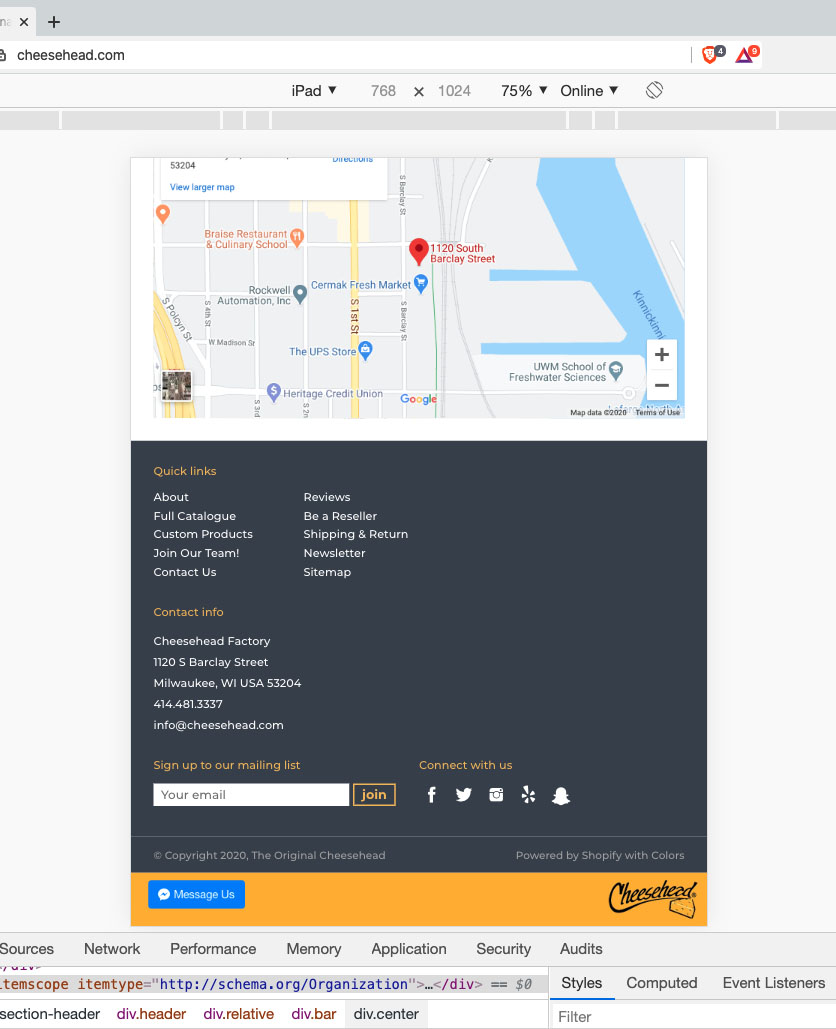 cheesehead.com
4
9
iPad ▼ 768 × 1024 75% ▼ Online ▼
53204
Directions
View larger map
Braise Restaurant
& Culinary School
1120 South
Barclay Street
Cermak Fresh Market
Rockwell
Automation, Inc
S Barclay St
S Barclay St
S 1st St
S 4th St
S Polcyn St
W Madison St
The UPS Store
Kinnickinni
UWM School of
Freshwater Sciences
Heritage Credit Union
S 3rd
S 2n
Google
+
−
Map data ©2020 Terms of Use
Quick links
About Reviews
Full Catalogue Be a Reseller
Custom Products Shipping & Return
Join Our Team! Newsletter
Contact Us Sitemap
Contact info
Cheesehead Factory
1120 S Barclay Street
Milwaukee, WI USA 53204
414.481.3337
info@cheesehead.com
Sign up to our mailing list Connect with us
Your email join
© Copyright 2020, The Original Cheesehead Powered by Shopify with Colors
Message Us Cheesehead®
Sources Network Performance Memory Application Security Audits
</div>
itemscope itemtype="http://schema.org/Organization">…</div> == $0
Styles Computed Event Listeners
section-header div.header div.relative div.bar div.center
Filter